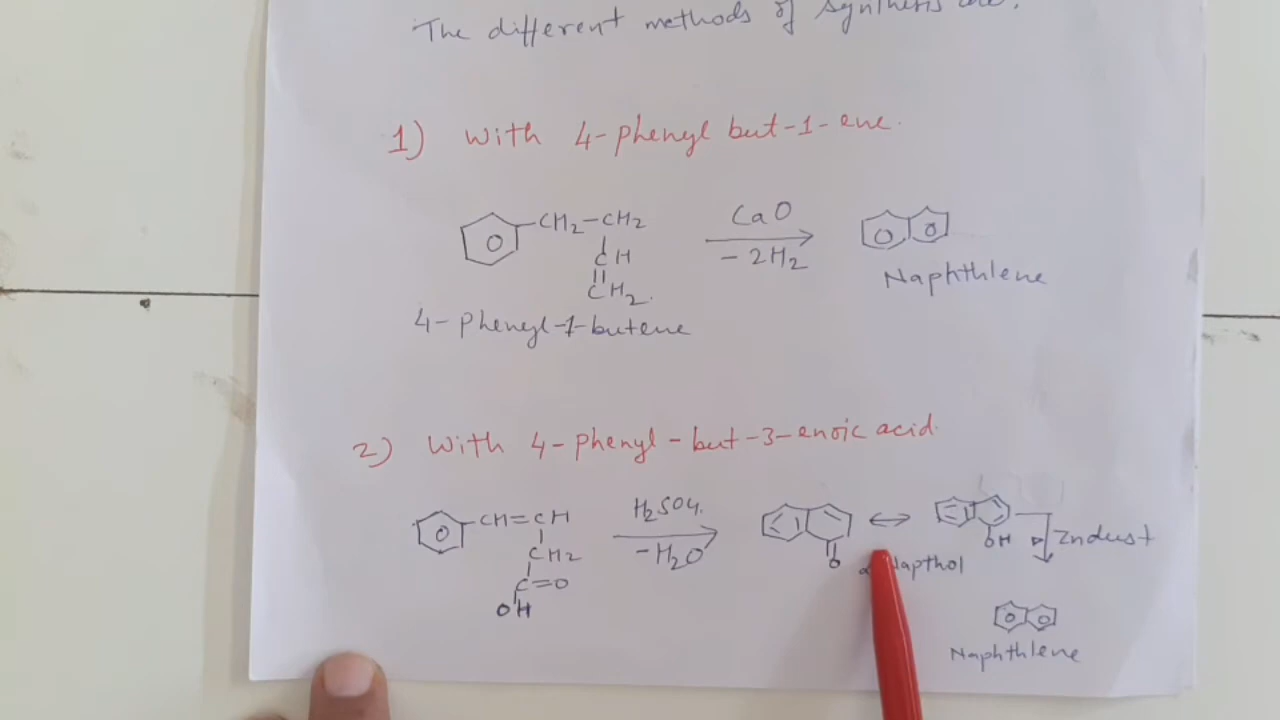 The different methods of synthesis are.
1) With 4-phenyl but-1-ene.
CH2-CH2
CH
CH2.
CaO
-2H2
Naphthlene
4-phenyl-1-butene
2) With 4-phenyl-but-3-enoic acid.
CH=CH
CH2
C=O
OH
H2SO4.
-H2O
O
OH
Zndust
α Napthol
Naphthlene